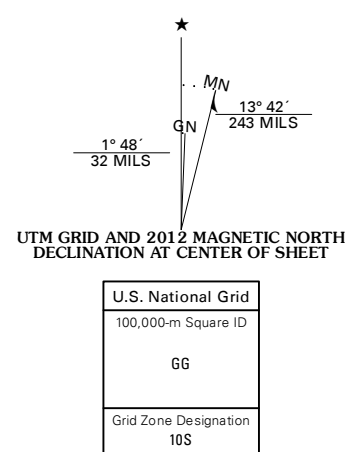 ★
MN
13° 42´
243 MILS
GN
1° 48´
32 MILS
UTM GRID AND 2012 MAGNETIC NORTH
DECLINATION AT CENTER OF SHEET
U.S. National Grid
100,000-m Square ID
GG
Grid Zone Designation
10S